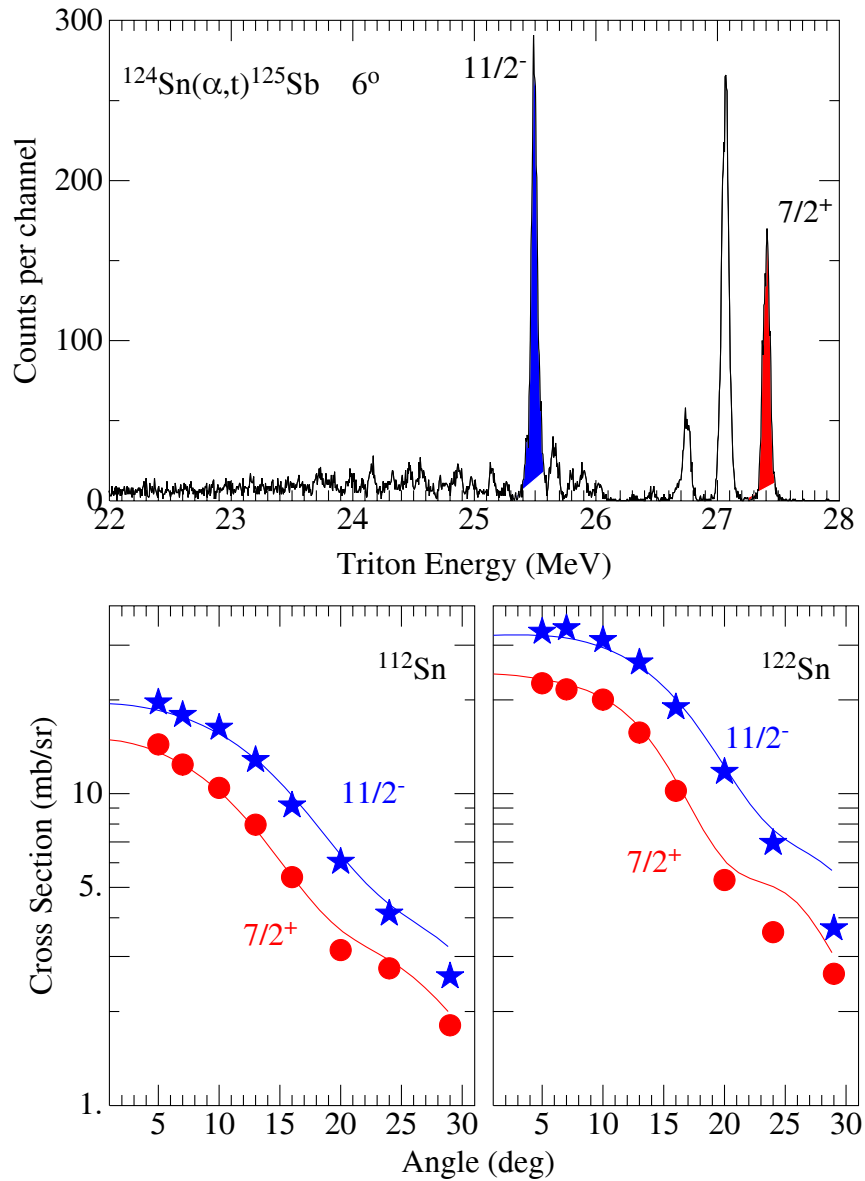 300
200
100
0
Counts per channel
¹²⁴Sn(α,t)¹²⁵Sb 6º
11/2⁻
7/2⁺
22 23 24 25 26 27 28
Triton Energy (MeV)
Cross Section (mb/sr)
10
5.
1.
¹¹²Sn
11/2⁻
7/2⁺
5 10 15 20 25 30
¹²²Sn
11/2⁻
7/2⁺
5 10 15 20 25 30
Angle (deg)